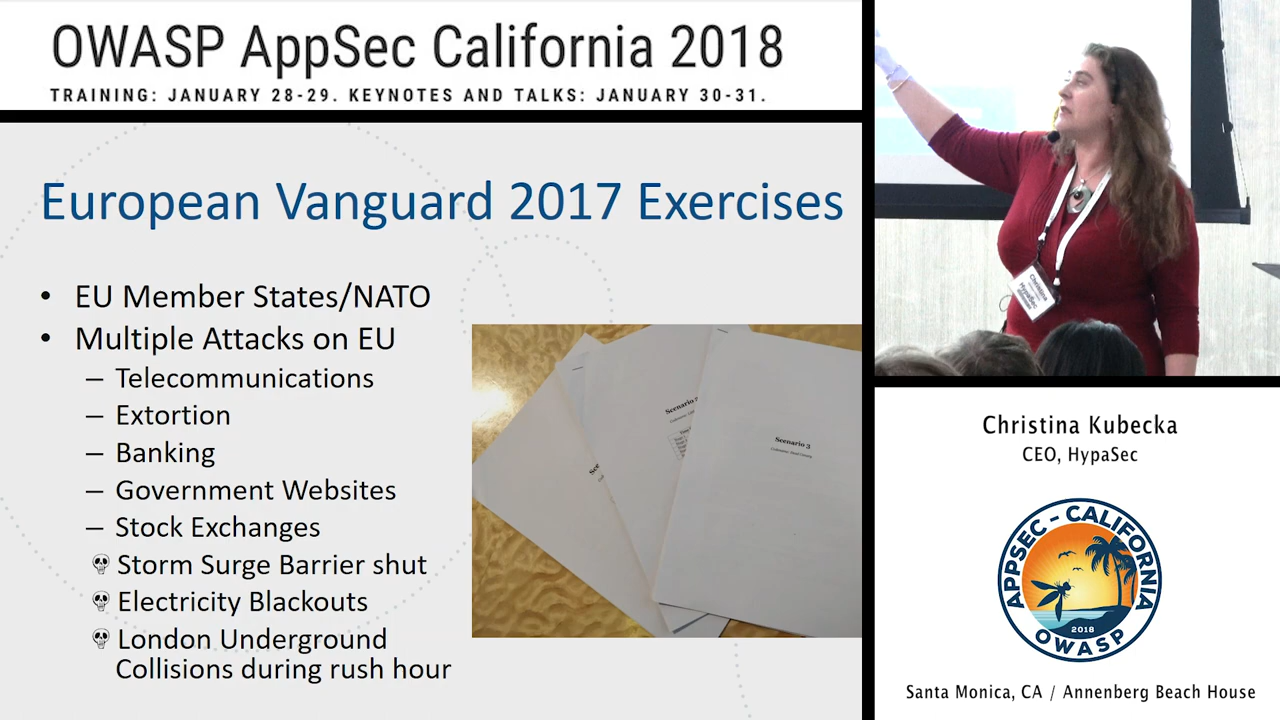 OWASP AppSec California 2018
TRAINING: JANUARY 28-29. KEYNOTES AND TALKS: JANUARY 30-31.
European Vanguard 2017 Exercises
• EU Member States/NATO
• Multiple Attacks on EU
– Telecommunications
– Extortion
– Banking
– Government Websites
– Stock Exchanges
Storm Surge Barrier shut
Electricity Blackouts
London Underground
Collisions during rush hour
Scenario
Scenario 3
Christina
HypaSec
Christina Kubecka
CEO, HypaSec
APPSEC - CALIFORNIA
2018
OWASP
Santa Monica, CA / Annenberg Beach House